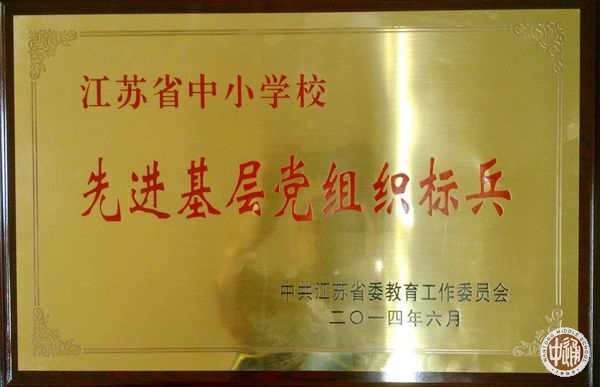 江苏省中小学校
先进基层党组织标兵
中共江苏省委教育工作委员会
二〇一四年六月